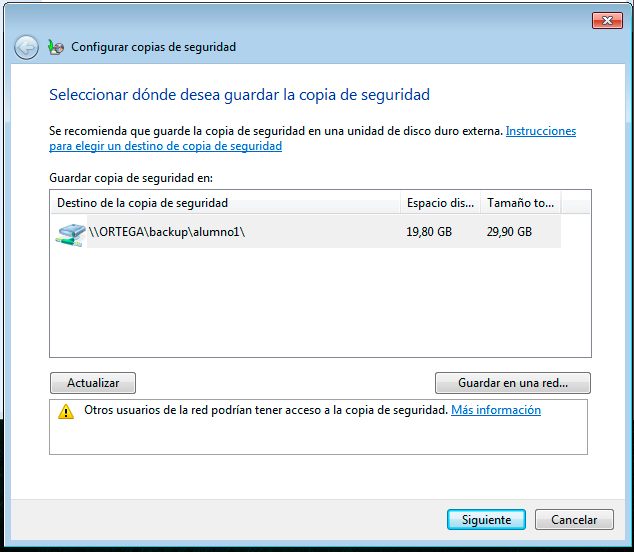 Configurar copias de seguridad
Seleccionar dónde desea guardar la copia de seguridad
Se recomienda que guarde la copia de seguridad en una unidad de disco duro externa. Instrucciones
para elegir un destino de copia de seguridad
Guardar copia de seguridad en:
Destino de la copia de seguridad Espacio dis... Tamaño to...
\\ORTEGA\backup\alumno1\ 19,80 GB 29,90 GB
Actualizar Guardar en una red...
Otros usuarios de la red podrían tener acceso a la copia de seguridad. Más información
Siguiente Cancelar